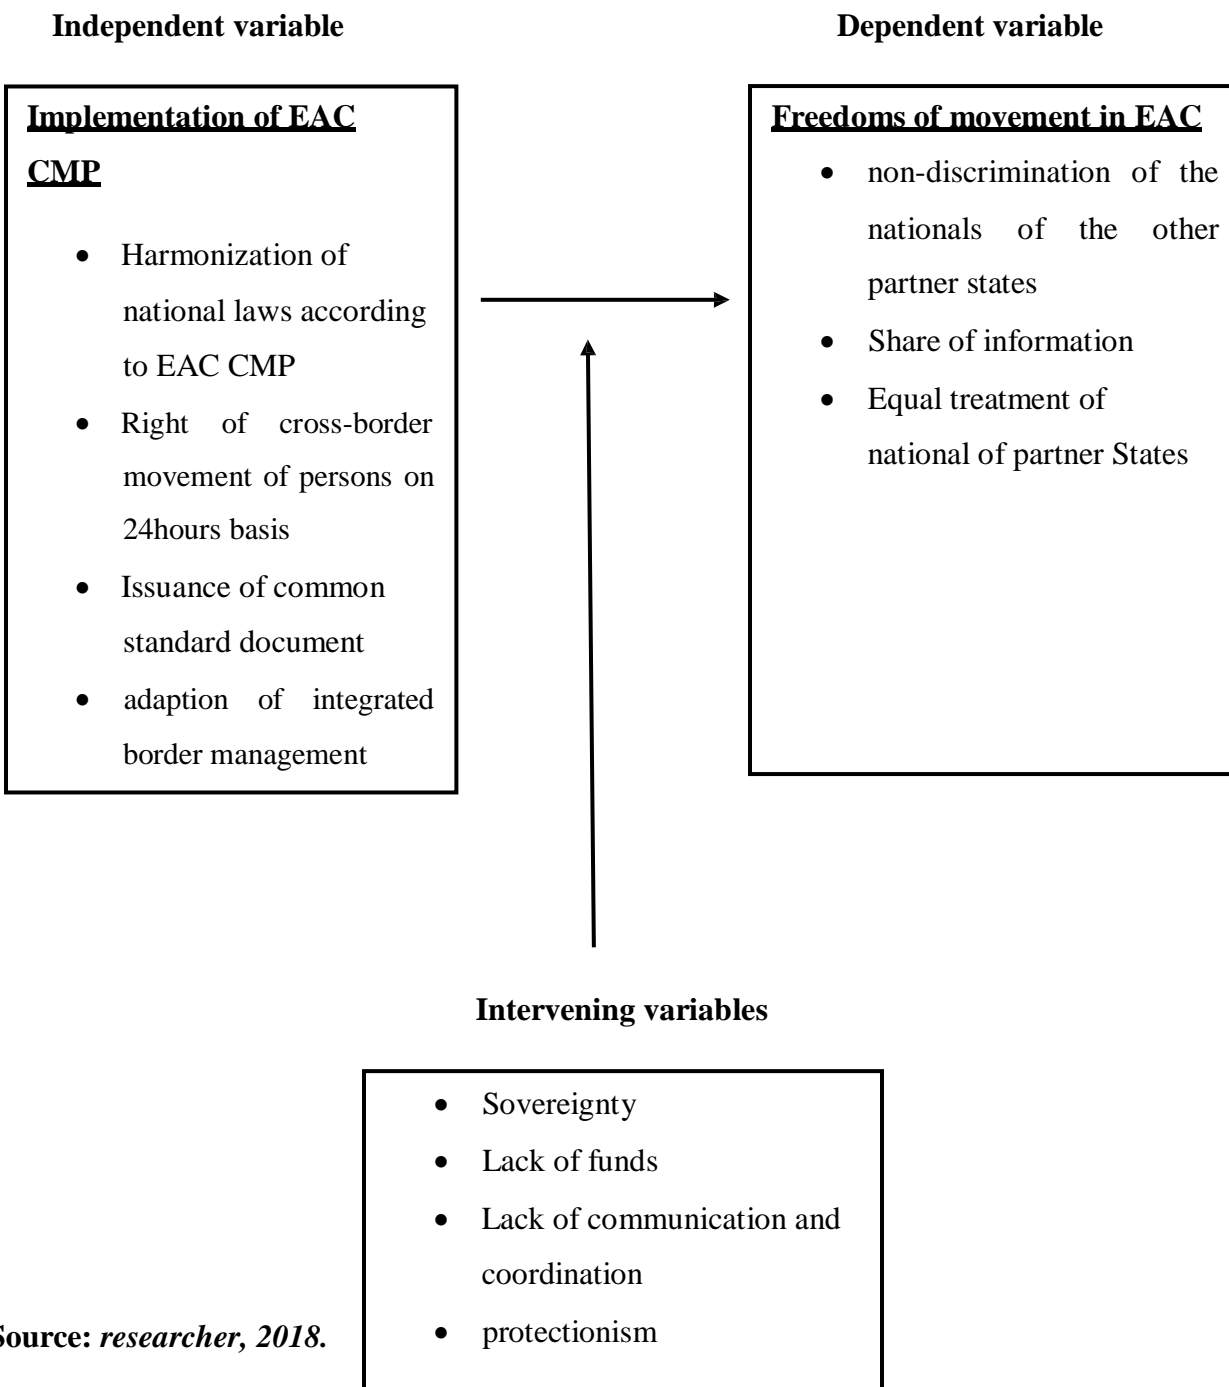 Independent variable
Dependent variable
Implementation of EAC
CMP
• Harmonization of
national laws according
to EAC CMP
• Right of cross-border
movement of persons on
24hours basis
• Issuance of common
standard document
• adaption of integrated
border management
Freedoms of movement in EAC
• non-discrimination of the
nationals of the other
partner states
• Share of information
• Equal treatment of
national of partner States
Intervening variables
• Sovereignty
• Lack of funds
• Lack of communication and
coordination
• protectionism
Source: researcher, 2018.